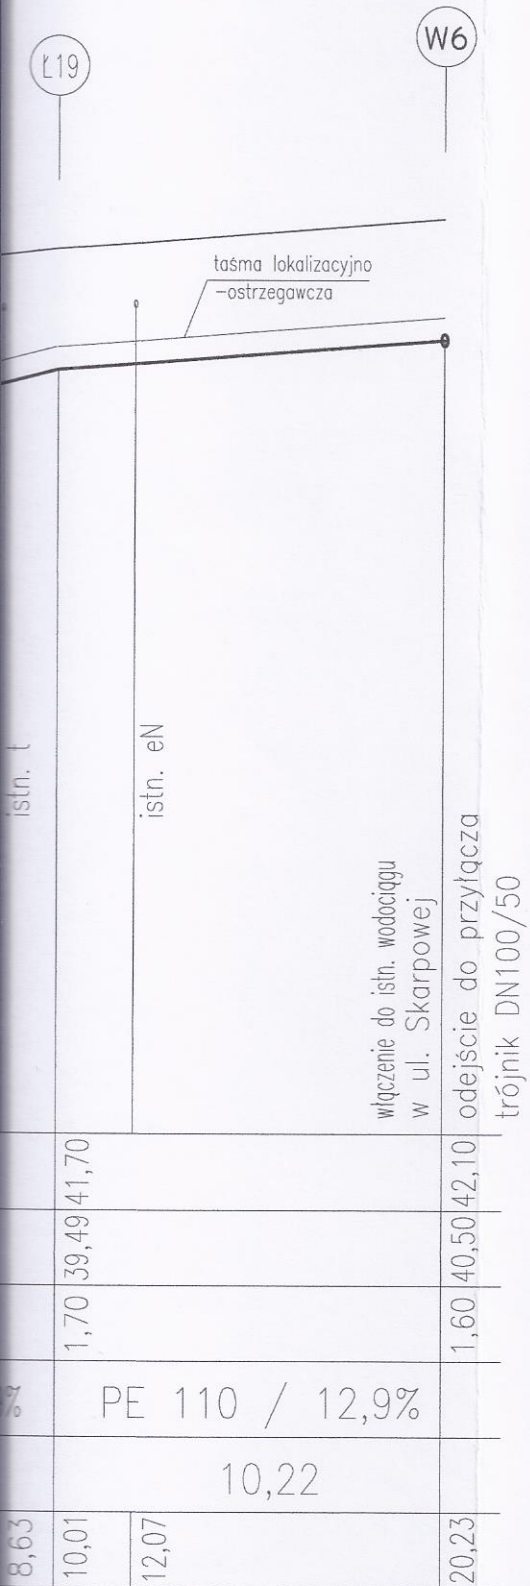 Ł19
W6
taśma lokalizacyjno
-ostrzegawcza
istn. t
istn. eN
włączenie do istn. wodociągu
w ul. Skarpowej
odejście do przyłącza
trójnik DN100/50
41,70
42,10
39,49
40,50
1,70
1,60
%
PE 110 / 12,9%
10,22
8,63
10,01
12,07
20,23